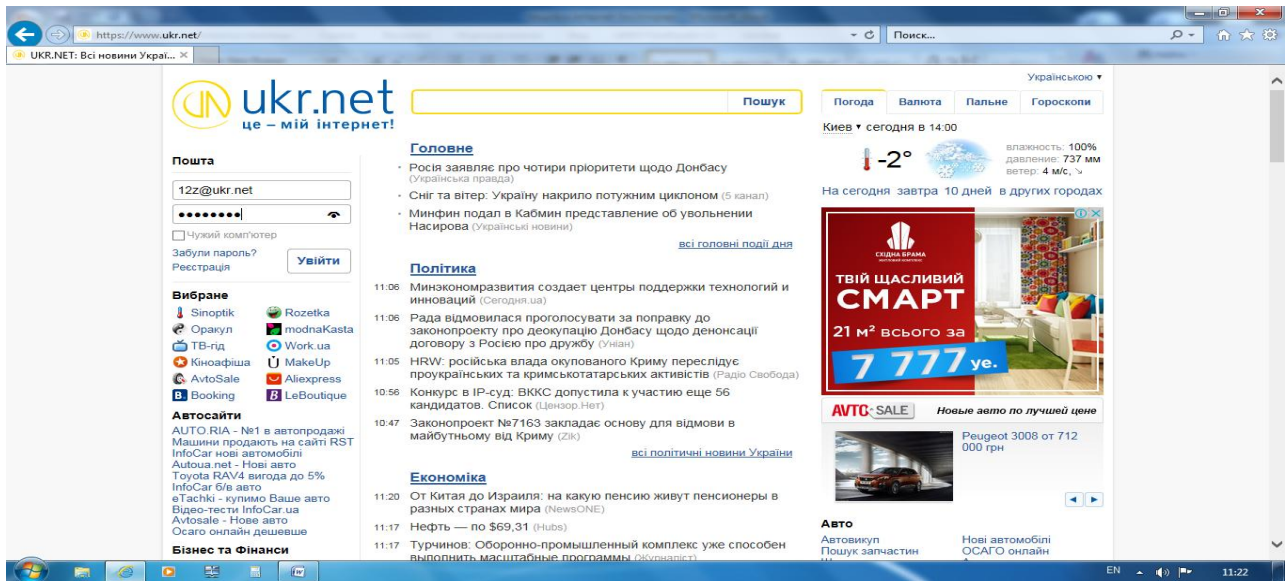 https://www.ukr.net/
Поиск...
UKR.NET: Всі новини Украї...
Українською
ukr.net
це – мій інтернет!
Пошук
Погода Валюта Пальне Гороскопи
Киев сегодня в 14:00
-2°
влажность: 100%
давление: 737 мм
ветер: 4 м/с,
На сегодня завтра 10 дней в других городах
Пошта
12z@ukr.net
Чужий комп'ютер
Забули пароль?
Реєстрація
Увійти
Вибране
Sinoptik Rozetka
Оракул modnaKasta
ТВ-гід Work.ua
Кіноафіша MakeUp
AvtoSale Aliexpress
Booking LeBoutique
Автосайти
AUTO.RIA - №1 в автопродажі
Машини продають на сайті RST
InfoCar нові автомобілі
Autoua.net - Нові авто
Toyota RAV4 вигода до 5%
InfoCar б/в авто
eTachki - купимо Ваше авто
Відео-тести InfoCar.ua
Avtosale - Нове авто
Осаго онлайн дешевше
Бізнес та Фінанси
Головне
Росія заявляє про чотири пріоритети щодо Донбасу
(Українська правда)
Сніг та вітер: Україну накрило потужним циклоном (5 канал)
Минфин подал в Кабмин представление об увольнении
Насирова (Українські новини)
всі головні події дня
Політика
11:06 Минэкономразвития создает центры поддержки технологий и
инноваций (Сегодня.ua)
11:06 Рада відмовилася проголосувати за поправку до
законопроекту про деокупацію Донбасу щодо денонсації
договору з Росією про дружбу (Уніан)
11:05 HRW: російська влада окупованого Криму переслідує
проукраїнських та кримськотатарських активістів (Радіо Свобода)
10:56 Конкурс в IP-суд: ВККС допустила к участию еще 56
кандидатов. Список (Цензор.Нет)
10:47 Законопроект №7163 закладає основу для відмови в
майбутньому від Криму (Zik)
всі політичні новини України
Економіка
11:20 От Китая до Израиля: на какую пенсию живут пенсионеры в
разных странах мира (NewsONE)
11:17 Нефть — по $69,31 (Hubs)
11:17 Турчинов: Оборонно-промышленный комплекс уже способен
выполнить масштабные программы (Журналіст)
СХІДНА БРАМА
ТВІЙ ЩАСЛИВИЙ
СМАРТ
21 м² всього за
7 777 уе.
AVTO SALE
Новые авто по лучшей цене
Peugeot 3008 от 712
000 грн
Авто
Автовикуп Нові автомобілі
Пошук запчастин ОСАГО онлайн
EN 11:22